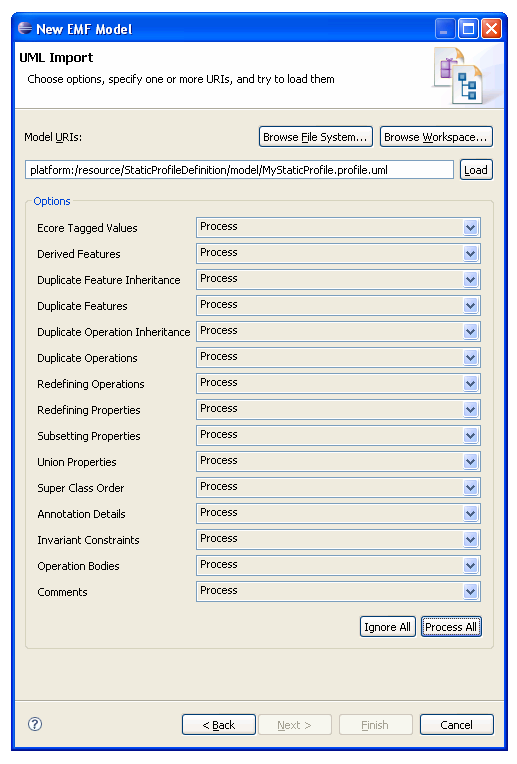 New EMF Model
UML Import
Choose options, specify one or more URIs, and try to load them
Model URIs:
Browse File System...
Browse Workspace...
platform:/resource/StaticProfileDefinition/model/MyStaticProfile.profile.uml
Load
Options
Ecore Tagged Values Process
Derived Features Process
Duplicate Feature Inheritance Process
Duplicate Features Process
Duplicate Operation Inheritance Process
Duplicate Operations Process
Redefining Operations Process
Redefining Properties Process
Subsetting Properties Process
Union Properties Process
Super Class Order Process
Annotation Details Process
Invariant Constraints Process
Operation Bodies Process
Comments Process
Ignore All Process All
? < Back Next > Finish Cancel